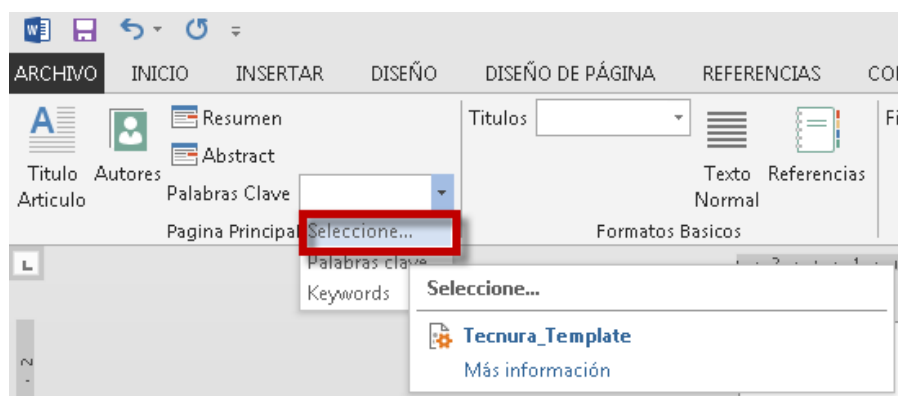 ARCHIVO INICIO INSERTAR DISEÑO DISEÑO DE PÁGINA REFERENCIAS
Resumen
Titulos
Abstract
Titulo
Articulo
Autores
Palabras Clave
Texto
Normal
Referencias
Pagina Principal
Formatos Basicos
Seleccione...
Palabras clave
Keywords
Seleccione...
Tecnura_Template
Más información
L
2